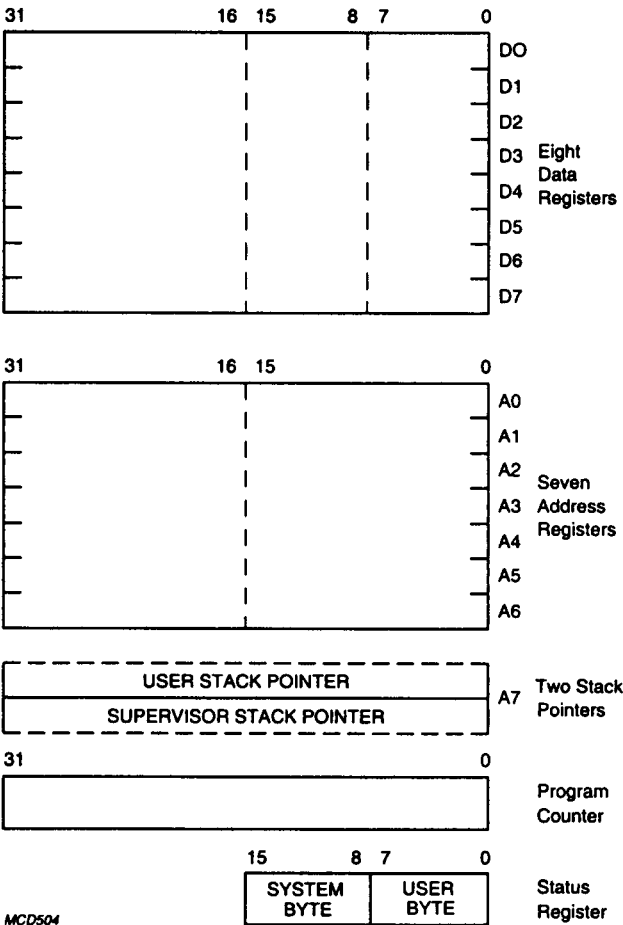 31 16 15 8 7 0
DO
D1
D2
D3
D4
D5
D6
D7
Eight
Data
Registers
31 16 15 0
A0
A1
A2
A3
A4
A5
A6
Seven
Address
Registers
USER STACK POINTER
SUPERVISOR STACK POINTER
A7
Two Stack
Pointers
31 0
Program
Counter
15 8 7 0
SYSTEM
BYTE
USER
BYTE
Status
Register
MCD504